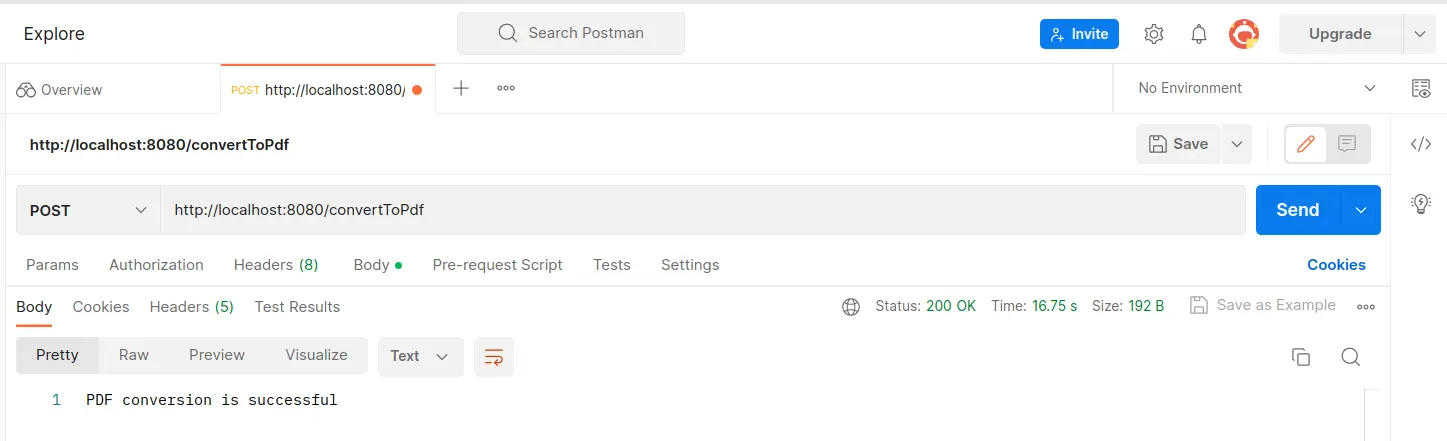 Explore
Search Postman
Invite
Upgrade
Overview
POST http://localhost:8080/
No Environment
http://localhost:8080/convertToPdf
Save
POST
http://localhost:8080/convertToPdf
Send
Params Authorization Headers (8) Body Pre-request Script Tests Settings Cookies
Body Cookies Headers (5) Test Results Status: 200 OK Time: 16.75 s Size: 192 B Save as Example
Pretty Raw Preview Visualize Text
1 PDF conversion is successful